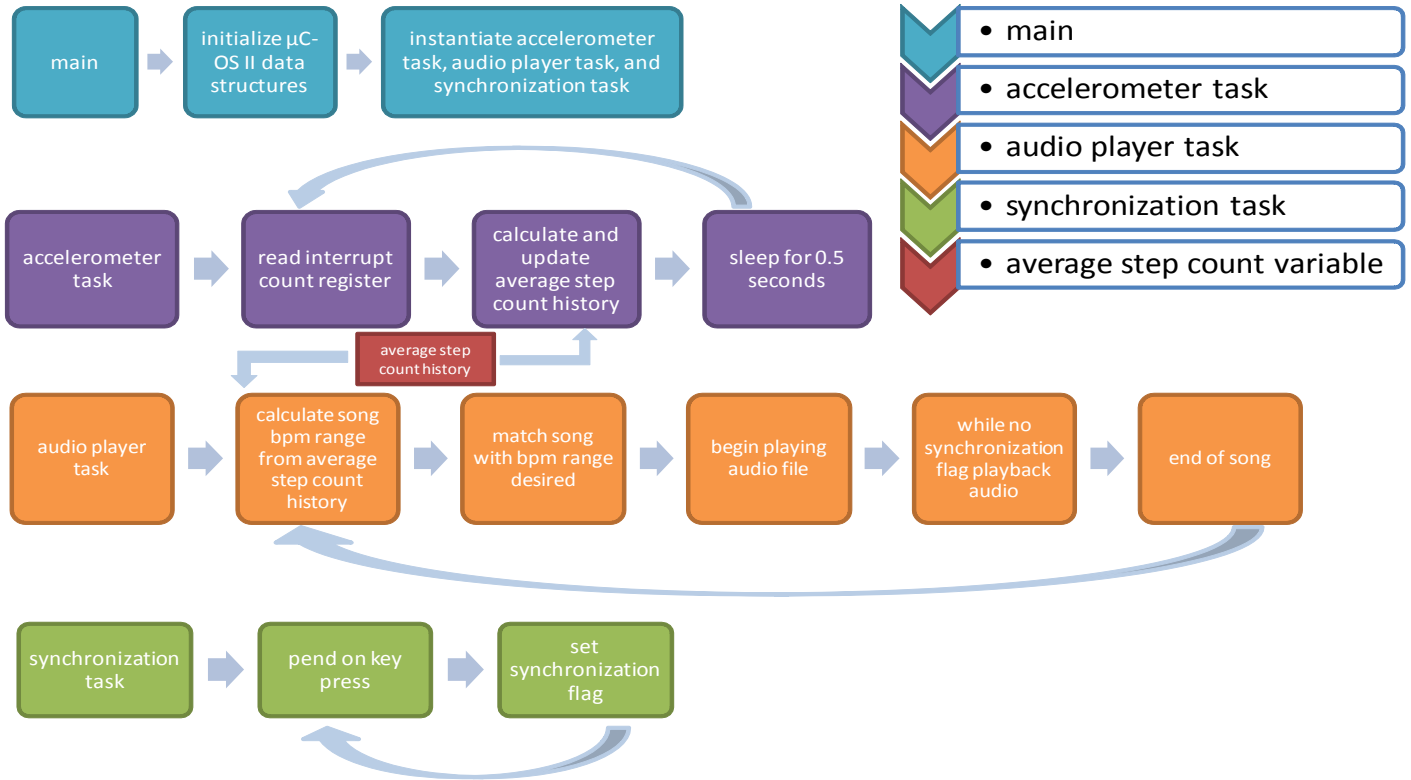 main
initialize µC-
OS II data
structures
instantiate accelerometer
task, audio player task, and
synchronization task
• main
• accelerometer task
• audio player task
• synchronization task
• average step count variable
accelerometer
task
read interrupt
count register
calculate and
update
average step
count history
sleep for 0.5
seconds
average step
count history
audio player
task
calculate song
bpm range
from average
step count
history
match song
with bpm range
desired
begin playing
audio file
while no
synchronization
flag playback
audio
end of song
synchronization
task
pend on key
press
set
synchronization
flag